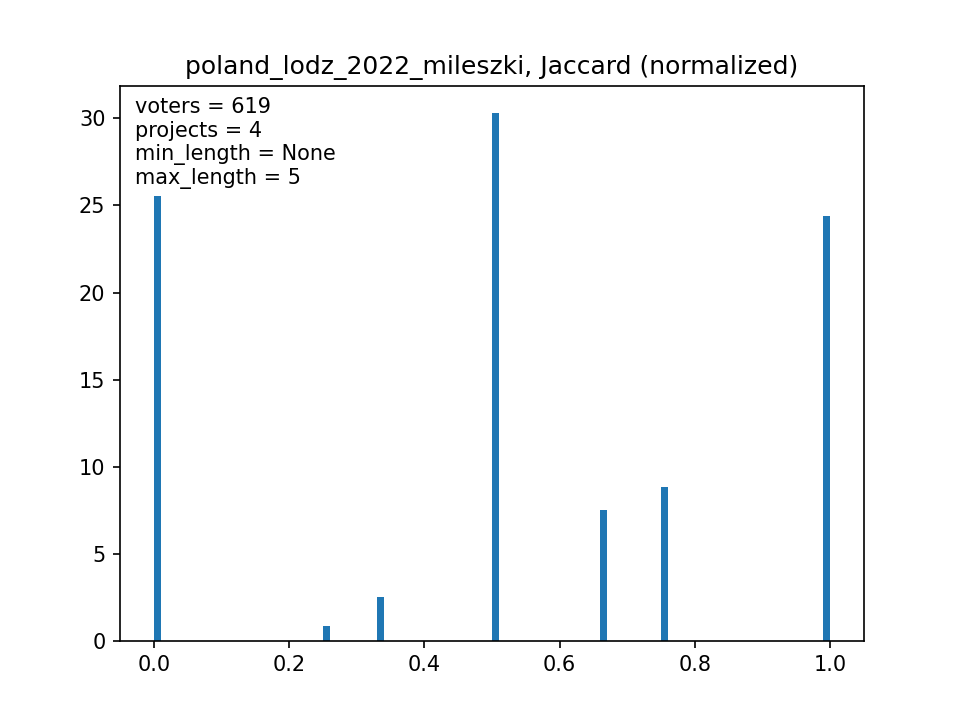 poland_lodz_2022_mileszki, Jaccard (normalized)
voters = 619
projects = 4
min_length = None
max_length = 5
30
25
20
15
10
5
0
0.0 0.2 0.4 0.6 0.8 1.0